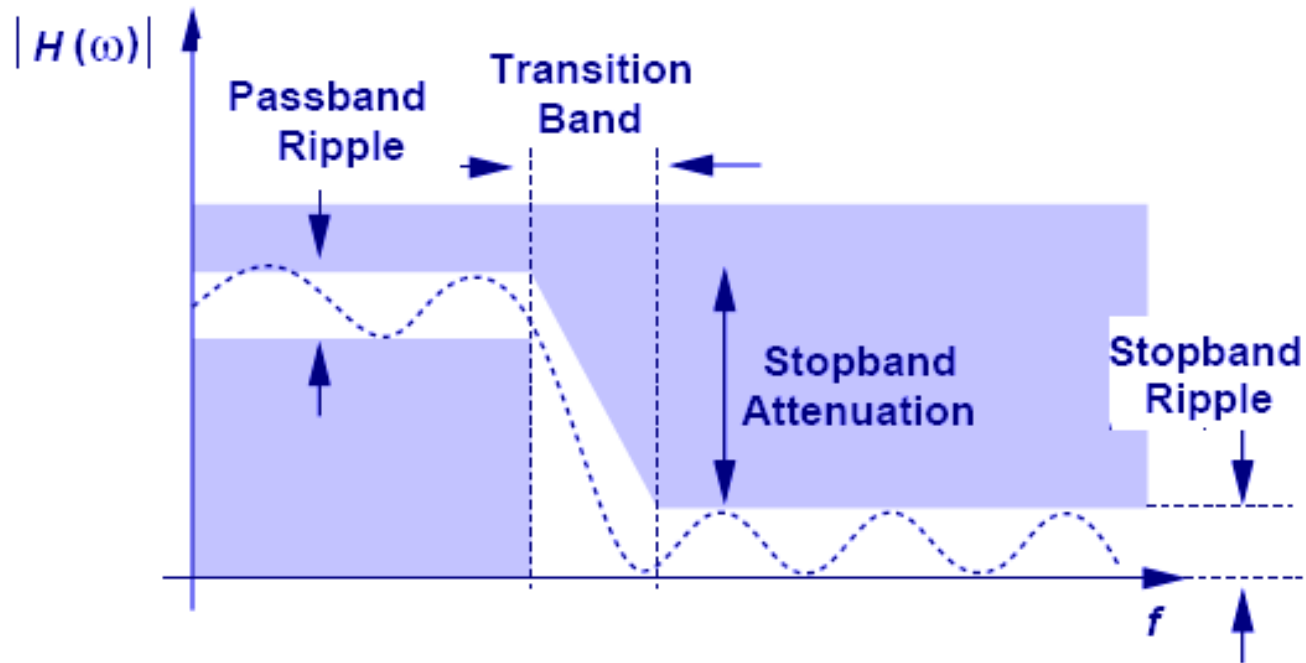 |H(ω)|
Transition
Band
Passband
Ripple
Stopband
Attenuation
Stopband
Ripple
f